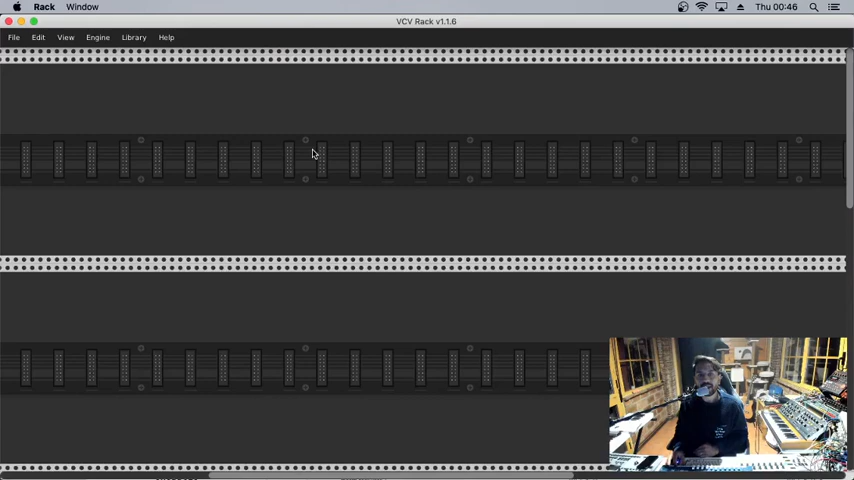 Rack Window Thu 00:46
VCV Rack v1.1.6
File Edit View Engine Library Help